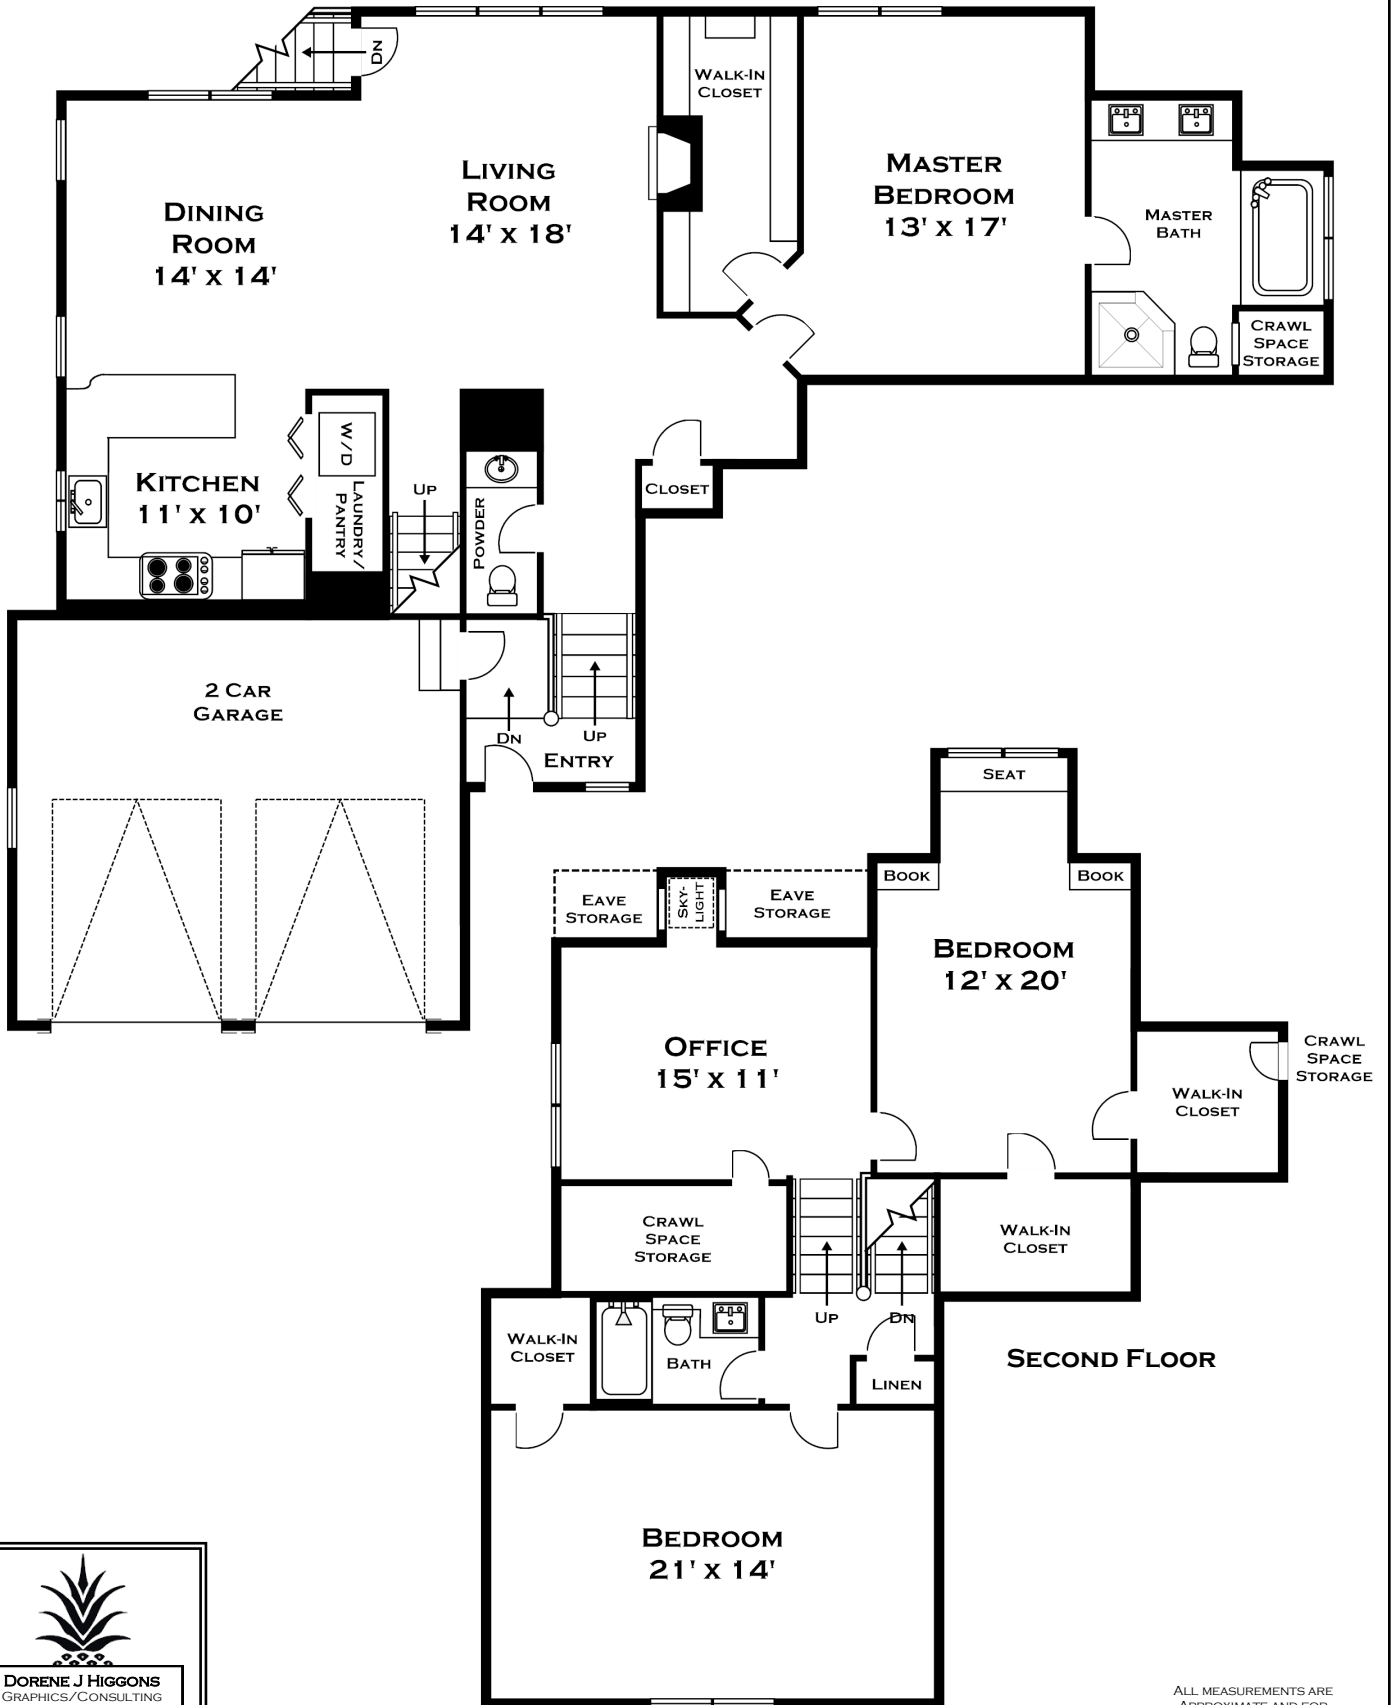 DN
WALK-IN
CLOSET
LIVING
ROOM
14' X 18'
MASTER
BEDROOM
13' X 17'
DINING
ROOM
14' X 14'
MASTER
BATH
CRAWL
SPACE
STORAGE
KITCHEN
11' X 10'
W/D
LAUNDRY/
PANTRY
UP
POWDER
CLOSET
2 CAR
GARAGE
DN
UP
ENTRY
SEAT
BOOK
BOOK
EAVE
STORAGE
SKY-
LIGHT
EAVE
STORAGE
BEDROOM
12' X 20'
OFFICE
15' X 11'
WALK-IN
CLOSET
CRAWL
SPACE
STORAGE
CRAWL
SPACE
STORAGE
WALK-IN
CLOSET
UP
DN
WALK-IN
CLOSET
BATH
LINEN
SECOND FLOOR
BEDROOM
21' X 14'
DORENE J HIGGONS
GRAPHICS/CONSULTING
ALL MEASUREMENTS ARE
APPROXIMATE AND FOR